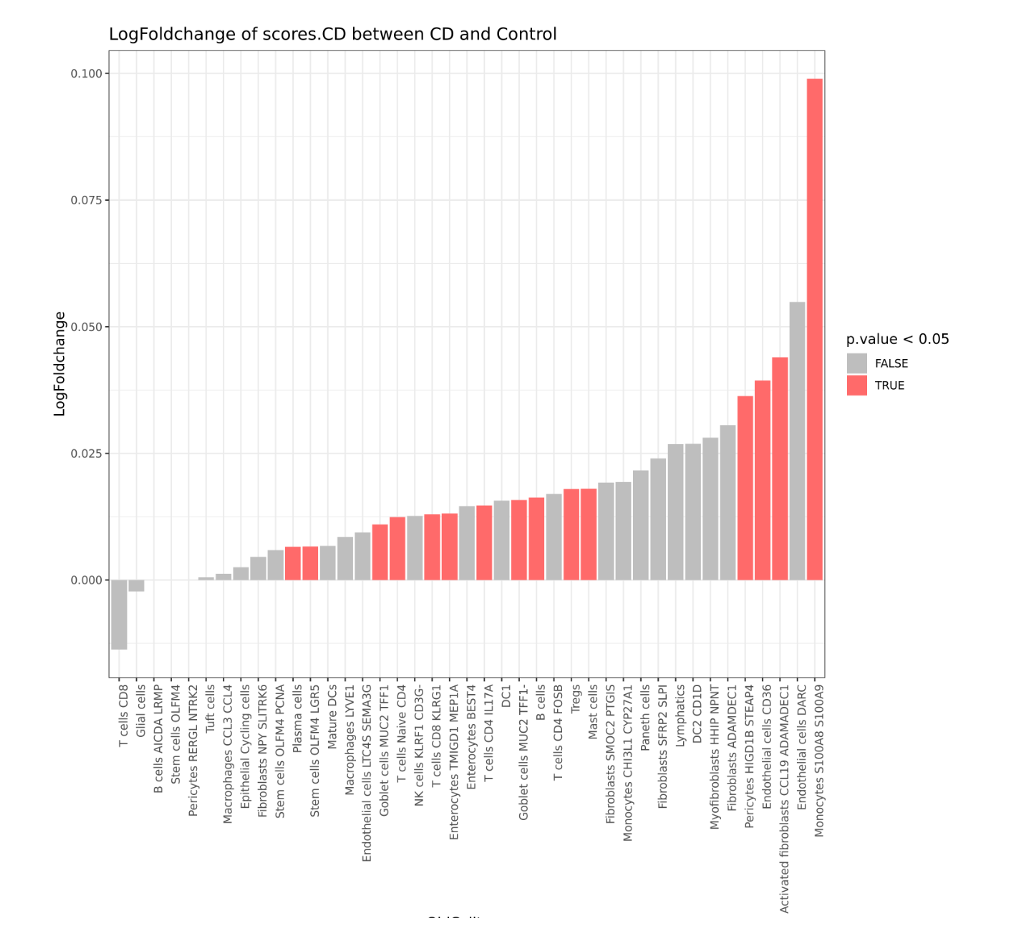 LogFoldchange of scores.CD between CD and Control
LogFoldchange
0.100
0.075
0.050
0.025
0.000
p.value < 0.05
FALSE
TRUE
T cells CD8
Glial cells
B cells AICDA LRMP
Stem cells OLFM4
Pericytes RERGL NTRK2
Tuft cells
Macrophages CCL3 CCL4
Epithelial Cycling cells
Fibroblasts NPY SLITRK6
Stem cells OLFM4 PCNA
Plasma cells
Stem cells OLFM4 LGR5
Mature DCs
Macrophages LYVE1
Endothelial cells LTC4S SEMA3G
Goblet cells MUC2 TFF1
T cells Naive CD4
NK cells KLRF1 CD3G-
T cells CD8 KLRG1
Enterocytes TMIGD1 MEP1A
Enterocytes BEST4
T cells CD4 IL17A
DC1
Goblet cells MUC2 TFF1-
B cells
T cells CD4 FOSB
Tregs
Mast cells
Fibroblasts SMOC2 PTGIS
Monocytes CHI3L1 CYP27A1
Paneth cells
Fibroblasts SFRP2 SLPI
Lymphatics
DC2 CD1D
Myofibroblasts HHIP NPNT
Fibroblasts ADAMDEC1
Pericytes HIGD1B STEAP4
Endothelial cells CD36
Activated fibroblasts CCL19 ADAMADEC1
Endothelial cells DARC
Monocytes S100A8 S100A9